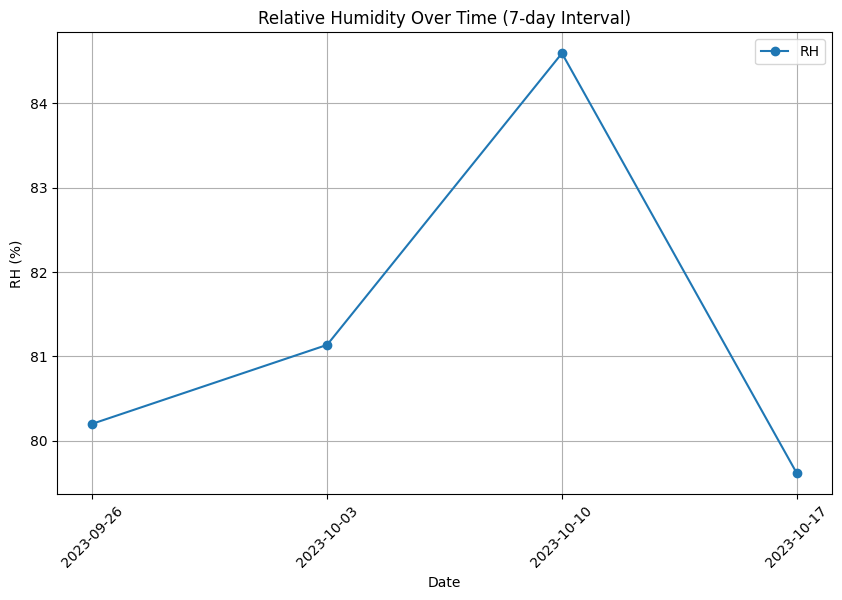 Relative Humidity Over Time (7-day Interval)
RH
84
83
82
81
80
RH (%)
2023-09-26
2023-10-03
2023-10-10
2023-10-17
Date